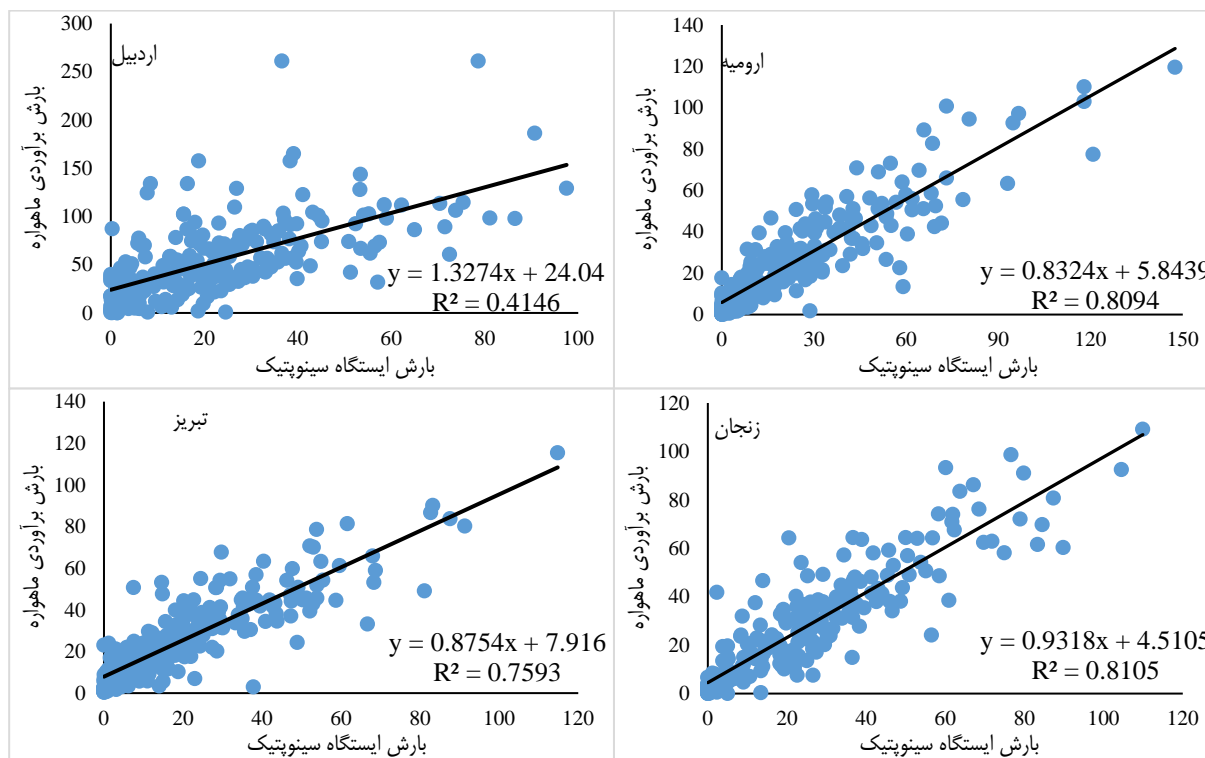 اردبیل
بارش برآوردی ماهواره
300
250
200
150
100
50
0
y = 1.3274x + 24.04
R² = 0.4146
0 20 40 60 80 100
بارش ایستگاه سینوپتیک
ارومیه
بارش برآوردی ماهواره
140
120
100
80
60
40
20
0
y = 0.8324x + 5.8439
R² = 0.8094
0 30 60 90 120 150
بارش ایستگاه سینوپتیک
تبریز
بارش برآوردی ماهواره
140
120
100
80
60
40
20
0
y = 0.8754x + 7.916
R² = 0.7593
0 20 40 60 80 100 120
بارش ایستگاه سینوپتیک
زنجان
بارش برآوردی ماهواره
120
100
80
60
40
20
0
y = 0.9318x + 4.5105
R² = 0.8105
0 20 40 60 80 100 120
بارش ایستگاه سینوپتیک